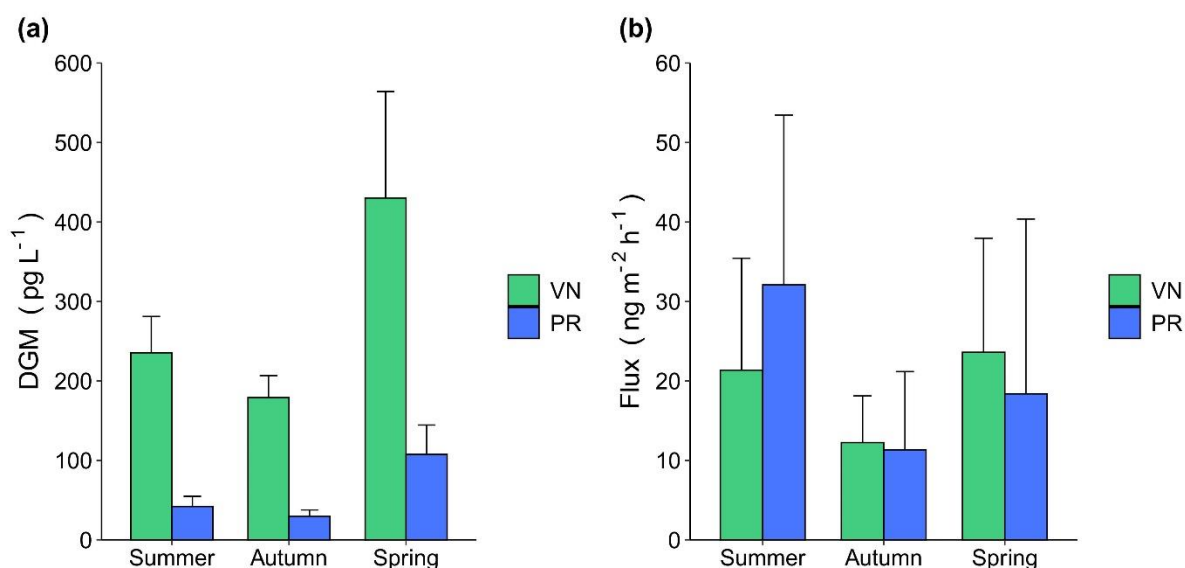 (a)
600
500
400
300
200
100
0
DGM ( pg L⁻¹ )
Summer Autumn Spring
VN
PR
(b)
60
50
40
30
20
10
0
Flux ( ng m⁻² h⁻¹ )
Summer Autumn Spring
VN
PR